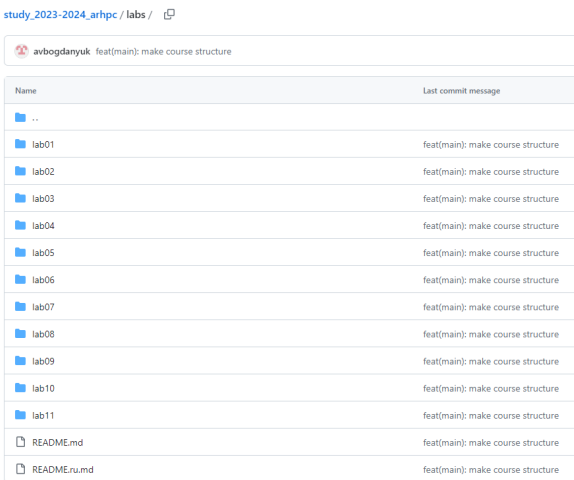 study_2023-2024_arhpc / labs /
avbogdanyuk feat(main): make course structure
Name Last commit message
..
lab01 feat(main): make course structure
lab02 feat(main): make course structure
lab03 feat(main): make course structure
lab04 feat(main): make course structure
lab05 feat(main): make course structure
lab06 feat(main): make course structure
lab07 feat(main): make course structure
lab08 feat(main): make course structure
lab09 feat(main): make course structure
lab10 feat(main): make course structure
lab11 feat(main): make course structure
README.md feat(main): make course structure
README.ru.md feat(main): make course structure